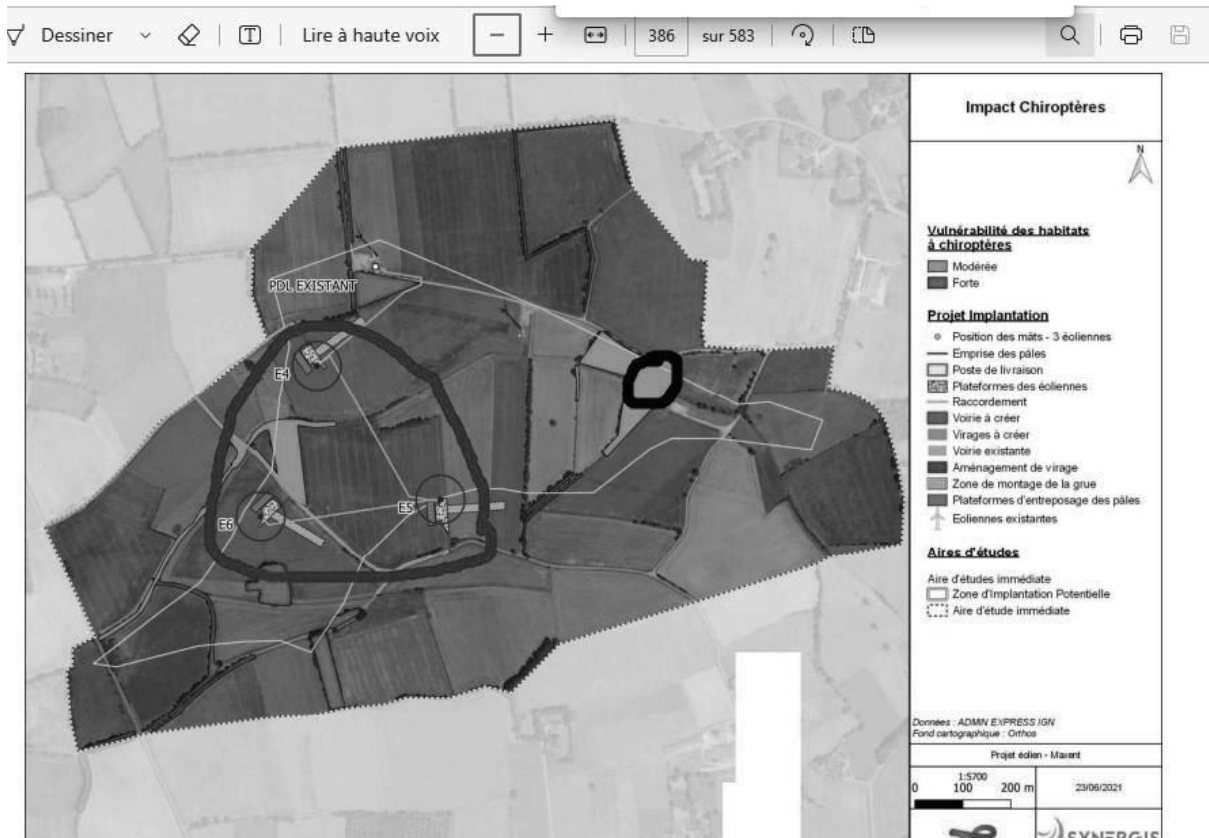 Dessiner
Lire à haute voix
386 sur 583
Impact Chiroptères
N
Vulnérabilité des habitats
à chiroptères
Modérée
Forte
Projet Implantation
Position des mâts - 3 éoliennes
Emprise des pâles
Poste de livraison
Plateformes des éoliennes
Raccordement
Voirie à créer
Virages à créer
Voirie existante
Aménagement de virage
Zone de montage de la grue
Plateformes d'entreposage des pâles
Eoliennes existantes
Aires d'études
Aire d'études immédiate
Zone d'Implantation Potentielle
Aire d'étude immédiate
PDL EXISTANT
E4
E5
E6
Données : ADMIN EXPRESS IGN
Fond cartographique : Orthos
Projet éolien - Maxent
1:5700
0 100 200 m
23/06/2021
SYNERGIS